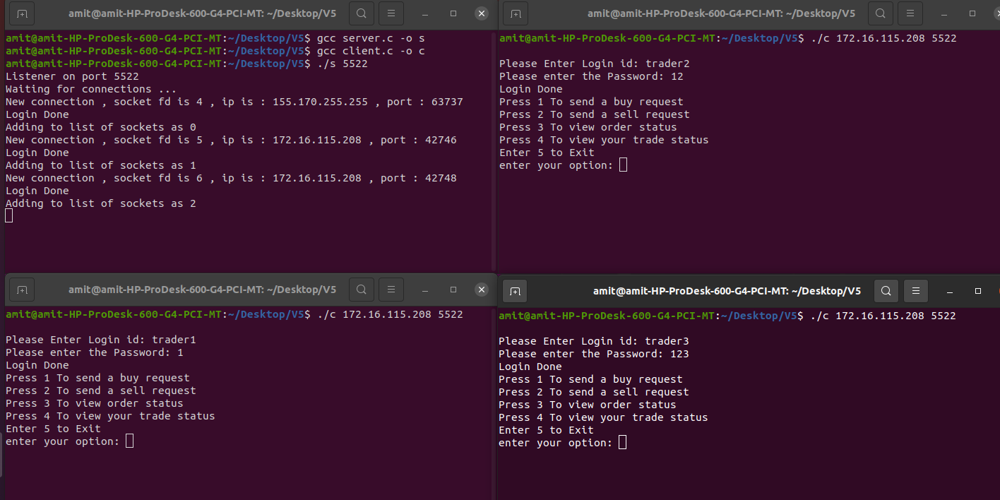 amit@amit-HP-ProDesk-600-G4-PCI-MT: ~/Desktop/V5
amit@amit-HP-ProDesk-600-G4-PCI-MT:~/Desktop/V5$ gcc server.c -o s
amit@amit-HP-ProDesk-600-G4-PCI-MT:~/Desktop/V5$ gcc client.c -o c
amit@amit-HP-ProDesk-600-G4-PCI-MT:~/Desktop/V5$ ./s 5522
Listener on port 5522
Waiting for connections ...
New connection , socket fd is 4 , ip is : 155.170.255.255 , port : 63737
Login Done
Adding to list of sockets as 0
New connection , socket fd is 5 , ip is : 172.16.115.208 , port : 42746
Login Done
Adding to list of sockets as 1
New connection , socket fd is 6 , ip is : 172.16.115.208 , port : 42748
Login Done
Adding to list of sockets as 2
amit@amit-HP-ProDesk-600-G4-PCI-MT: ~/Desktop/V5
amit@amit-HP-ProDesk-600-G4-PCI-MT:~/Desktop/V5$ ./c 172.16.115.208 5522
Please Enter Login id: trader2
Please enter the Password: 12
Login Done
Press 1 To send a buy request
Press 2 To send a sell request
Press 3 To view order status
Press 4 To view your trade status
Enter 5 to Exit
enter your option:
amit@amit-HP-ProDesk-600-G4-PCI-MT: ~/Desktop/V5
amit@amit-HP-ProDesk-600-G4-PCI-MT:~/Desktop/V5$ ./c 172.16.115.208 5522
Please Enter Login id: trader1
Please enter the Password: 1
Login Done
Press 1 To send a buy request
Press 2 To send a sell request
Press 3 To view order status
Press 4 To view your trade status
Enter 5 to Exit
enter your option:
amit@amit-HP-ProDesk-600-G4-PCI-MT: ~/Desktop/V5
amit@amit-HP-ProDesk-600-G4-PCI-MT:~/Desktop/V5$ ./c 172.16.115.208 5522
Please Enter Login id: trader3
Please enter the Password: 123
Login Done
Press 1 To send a buy request
Press 2 To send a sell request
Press 3 To view order status
Press 4 To view your trade status
Enter 5 to Exit
enter your option: